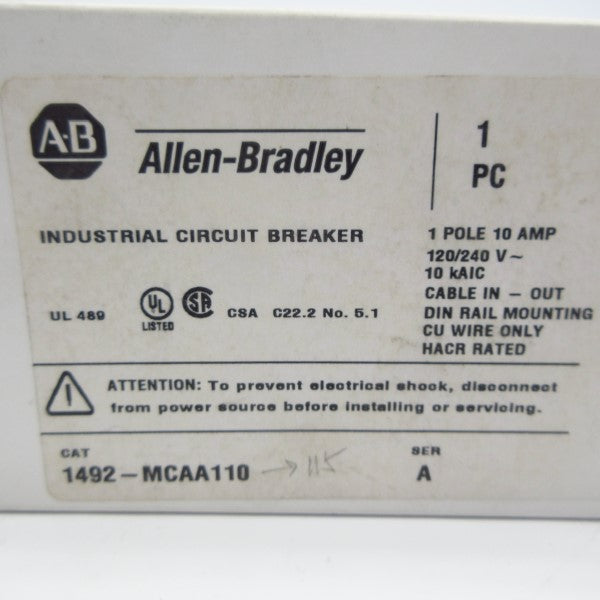 A-B
Allen-Bradley
1
PC
INDUSTRIAL CIRCUIT BREAKER
1 POLE 10 AMP
120/240 V ~
10 kAIC
CABLE IN – OUT
DIN RAIL MOUNTING
CU WIRE ONLY
HACR RATED
UL 489
UL
LISTED
SA
CSA C22.2 No. 5.1
! ATTENTION: To prevent electrical shock, disconnect
from power source before installing or servicing.
CAT
1492-MCAA110 → 115
SER
A